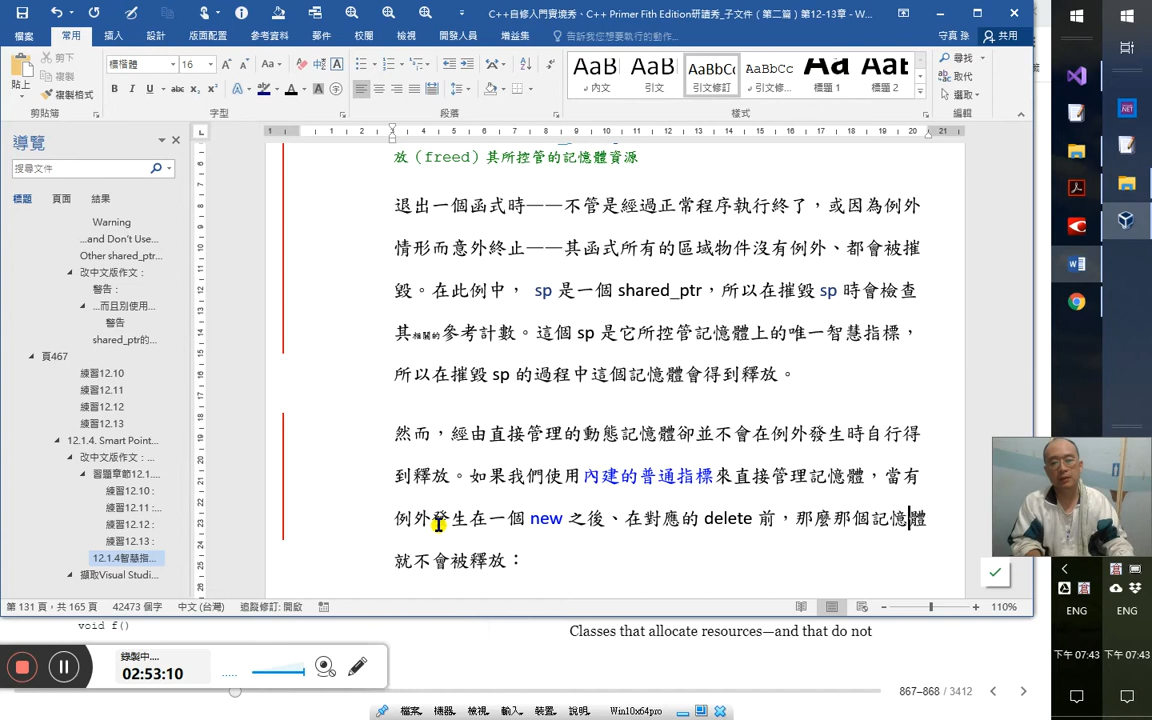 C++自修入門實境秀、C++ Primer Fith Edition研讀秀_子文件（第二篇）第12-13章 - W...
檔案 常用 插入 設計 版面配置 參考資料 郵件 校閱 檢視 開發人員 增益集 告訴我您想要執行的動作... 守真 孫 共用
貼上 剪下 複製 複製格式 剪貼簿
標楷體 16 字型
段落
AaB 內文 AaB 引文 AaBbCc 引文修訂 AaBbCc 引文修... Aa 標題 1 Aat 標題 2 樣式
尋找 取代 選取 編輯
導覽
搜尋文件
標題 頁面 結果
Warning
...and Don't Use...
Other shared_ptr...
改中文版作文：
警告：
...而且別使用...
警告
shared_ptr的...
頁467
練習12.10
練習12.11
練習12.12
練習12.13
12.1.4. Smart Point...
改中文版作文：...
習題章節12.1....
練習12.10：
練習12.11：...
練習12.12：
練習12.13：
12.1.4智慧指...
擷取Visual Studi...
放（freed）其所控管的記憶體資源
退出一個函式時——不管是經過正常程序執行終了，或因為例外
情形而意外終止——其函式所有的區域物件沒有例外、都會被摧
毀。在此例中， sp 是一個 shared_ptr，所以在摧毀 sp 時會檢查
其相關的參考計數。這個 sp 是它所控管記憶體上的唯一智慧指標，
所以在摧毀 sp 的過程中這個記憶體會得到釋放。
然而，經由直接管理的動態記憶體卻並不會在例外發生時自行得
到釋放。如果我們使用內建的普通指標來直接管理記憶體，當有
例外發生在一個 new 之後、在對應的 delete 前，那麼那個記憶體
就不會被釋放：
第 131 頁，共 165 頁 42473 個字 中文 (台灣) 追蹤修訂: 開啟 110%
void f()
Classes that allocate resources—and that do not
錄製中....
02:53:10
867–868 / 3412
檔案... 機器... 檢視... 輸入... 裝置... 說明... Win10x64pro
ENG ENG
下午 07:43 下午 07:43